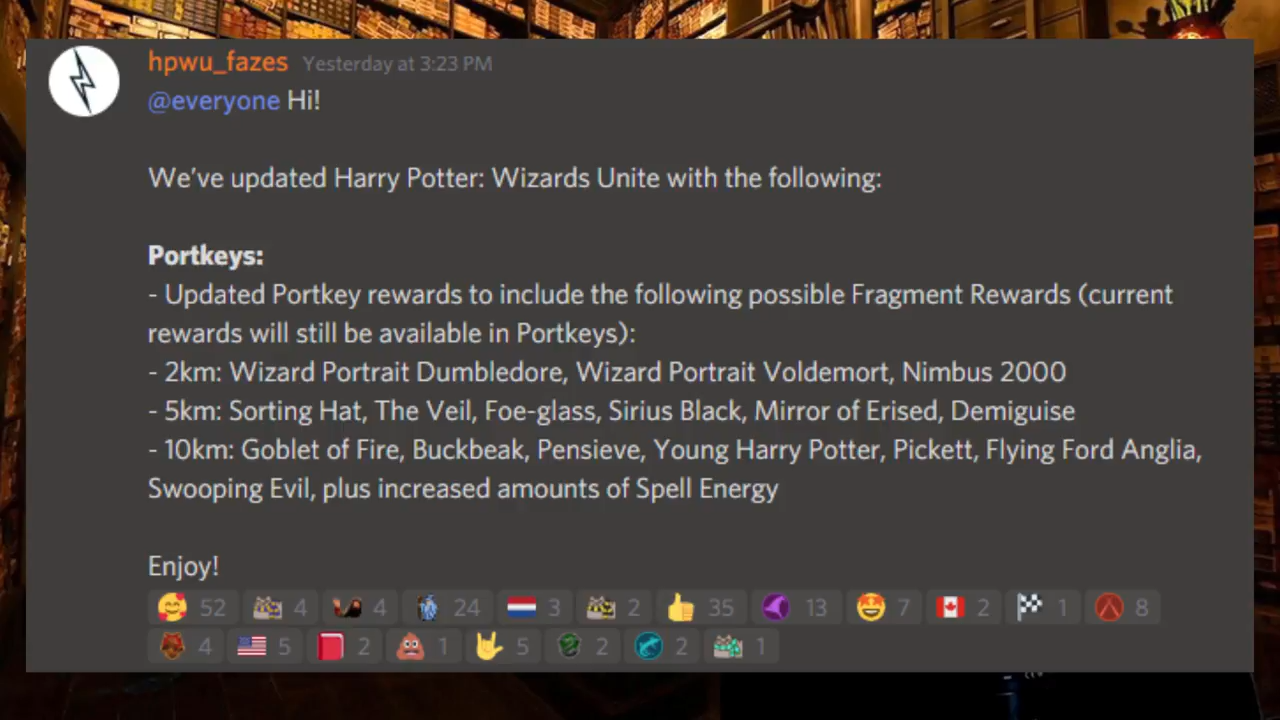 hpwu_fazes Yesterday at 3:23 PM
@everyone Hi!
We've updated Harry Potter: Wizards Unite with the following:
Portkeys:
- Updated Portkey rewards to include the following possible Fragment Rewards (current
rewards will still be available in Portkeys):
- 2km: Wizard Portrait Dumbledore, Wizard Portrait Voldemort, Nimbus 2000
- 5km: Sorting Hat, The Veil, Foe-glass, Sirius Black, Mirror of Erised, Demiguise
- 10km: Goblet of Fire, Buckbeak, Pensieve, Young Harry Potter, Pickett, Flying Ford Anglia,
Swooping Evil, plus increased amounts of Spell Energy
Enjoy!
52 4 4 24 3 2 35 13 7 2 1 8
4 5 2 1 5 2 2 1